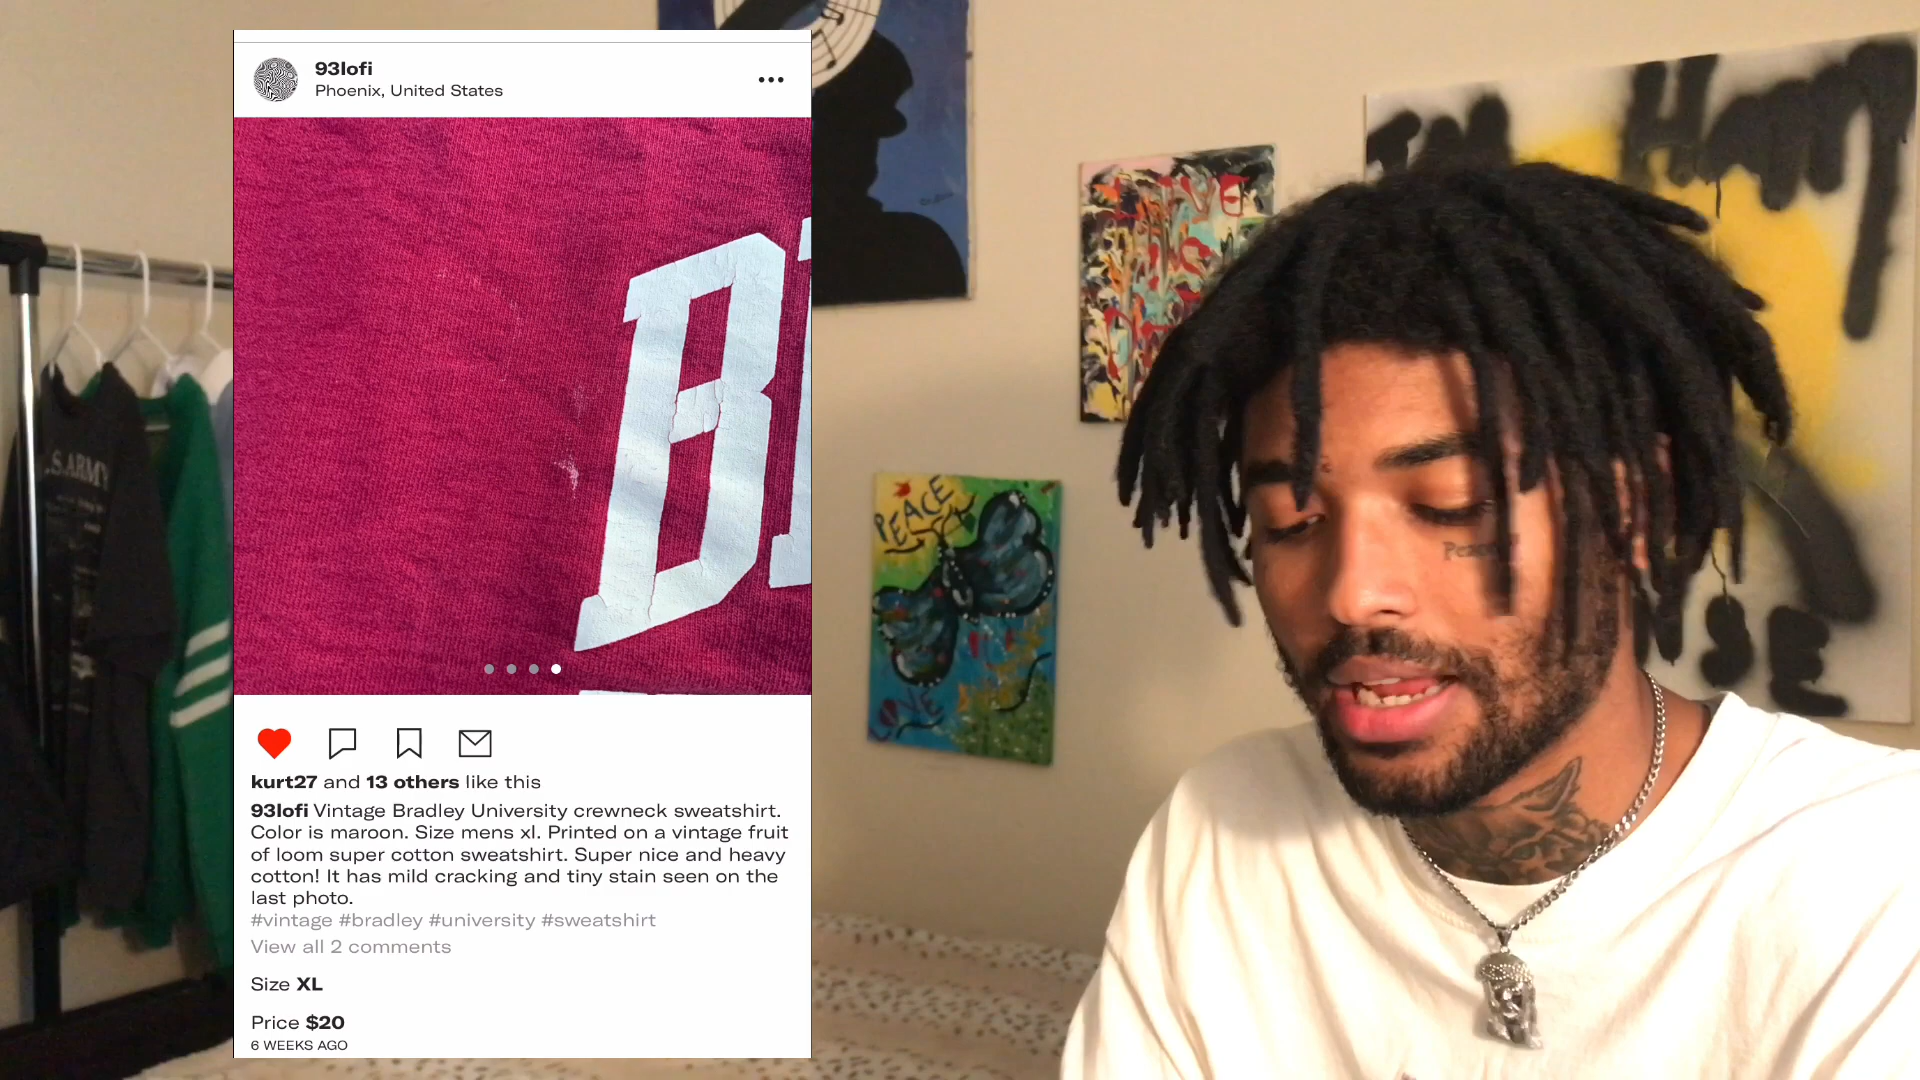 93lofi
Phoenix, United States
B
kurt27 and 13 others like this
93lofi Vintage Bradley University crewneck sweatshirt.
Color is maroon. Size mens xl. Printed on a vintage fruit
of loom super cotton sweatshirt. Super nice and heavy
cotton! It has mild cracking and tiny stain seen on the
last photo.
#vintage #bradley #university #sweatshirt
View all 2 comments
Size XL
Price $20
6 WEEKS AGO
.S.ARMY
PEACE
LOVE
Peace